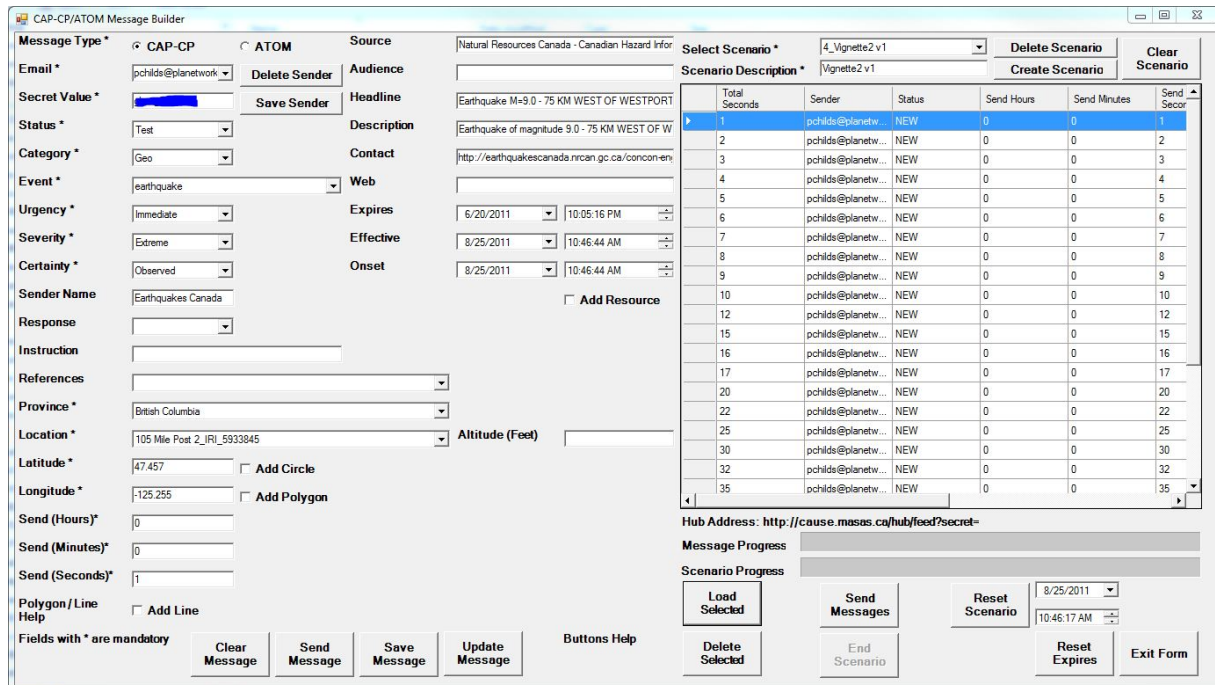 CAP-CP/ATOM Message Builder
Message Type * CAP-CP ATOM
Email * pchilds@planetwork Delete Sender
Secret Value * Save Sender
Status * Test
Category * Geo
Event * earthquake
Urgency * Immediate
Severity * Extreme
Certainty * Observed
Sender Name Earthquakes Canada
Response
Instruction
References
Province * British Columbia
Location * 105 Mile Post 2_IRI_5933845 Altitude (Feet)
Latitude * 47.457 Add Circle
Longitude * -125.255 Add Polygon
Send (Hours)* 0
Send (Minutes)* 0
Send (Seconds)* 1
Polygon / Line Help Add Line
Fields with * are mandatory
Clear Message Send Message Save Message Update Message Buttons Help
Source Natural Resources Canada - Canadian Hazard Infor
Audience
Headline Earthquake M=9.0 - 75 KM WEST OF WESTPORT
Description Earthquake of magnitude 9.0 - 75 KM WEST OF W
Contact http://earthquakescanada.nrcan.gc.ca/concon-en
Web
Expires 6/20/2011 10:05:16 PM
Effective 8/25/2011 10:46:44 AM
Onset 8/25/2011 10:46:44 AM
Add Resource
Select Scenario * 4_Vignette2 v1 Delete Scenario Clear Scenario
Scenario Description * Vignette2 v1 Create Scenario
Total Seconds Sender Status Send Hours Send Minutes Send Secor
1 pchilds@planetw... NEW 0 0 1
2 pchilds@planetw... NEW 0 0 2
3 pchilds@planetw... NEW 0 0 3
4 pchilds@planetw... NEW 0 0 4
5 pchilds@planetw... NEW 0 0 5
6 pchilds@planetw... NEW 0 0 6
7 pchilds@planetw... NEW 0 0 7
8 pchilds@planetw... NEW 0 0 8
9 pchilds@planetw... NEW 0 0 9
10 pchilds@planetw... NEW 0 0 10
12 pchilds@planetw... NEW 0 0 12
15 pchilds@planetw... NEW 0 0 15
16 pchilds@planetw... NEW 0 0 16
17 pchilds@planetw... NEW 0 0 17
20 pchilds@planetw... NEW 0 0 20
22 pchilds@planetw... NEW 0 0 22
25 pchilds@planetw... NEW 0 0 25
30 pchilds@planetw... NEW 0 0 30
32 pchilds@planetw... NEW 0 0 32
35 pchilds@planetw... NEW 0 0 35
Hub Address: http://cause.masas.ca/hub/feed?secret=
Message Progress
Scenario Progress
Load Selected Send Messages Reset Scenario 8/25/2011
10:46:17 AM
Delete Selected End Scenario Reset Expires Exit Form